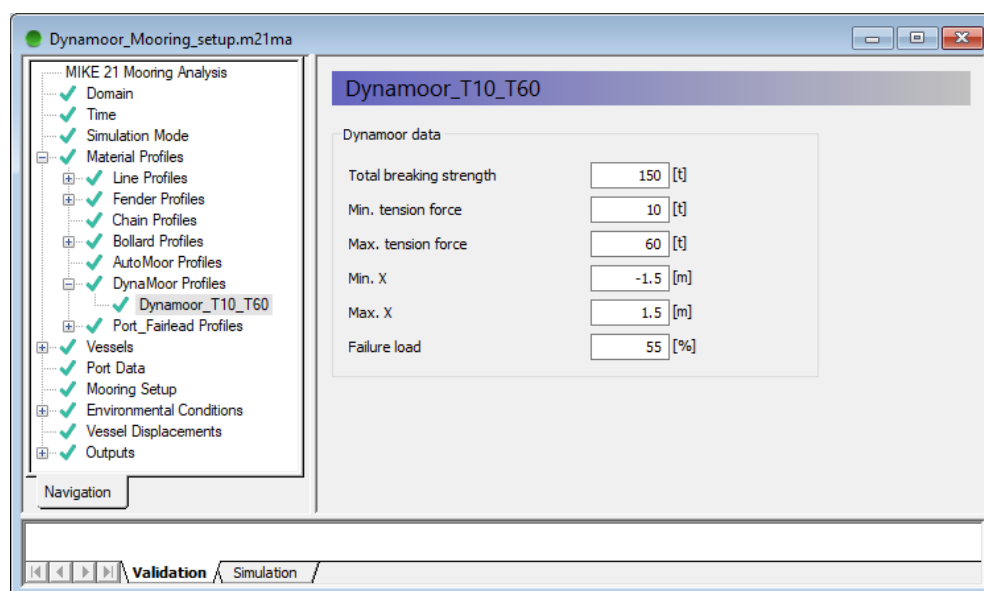 Dynamoor_Mooring_setup.m21ma
MIKE 21 Mooring Analysis
Domain
Time
Simulation Mode
Material Profiles
Line Profiles
Fender Profiles
Chain Profiles
Bollard Profiles
AutoMoor Profiles
DynaMoor Profiles
Dynamoor_T10_T60
Port_Fairlead Profiles
Vessels
Port Data
Mooring Setup
Environmental Conditions
Vessel Displacements
Outputs
Navigation
Dynamoor_T10_T60
Dynamoor data
Total breaking strength 150 [t]
Min. tension force 10 [t]
Max. tension force 60 [t]
Min. X -1.5 [m]
Max. X 1.5 [m]
Failure load 55 [%]
Validation Simulation